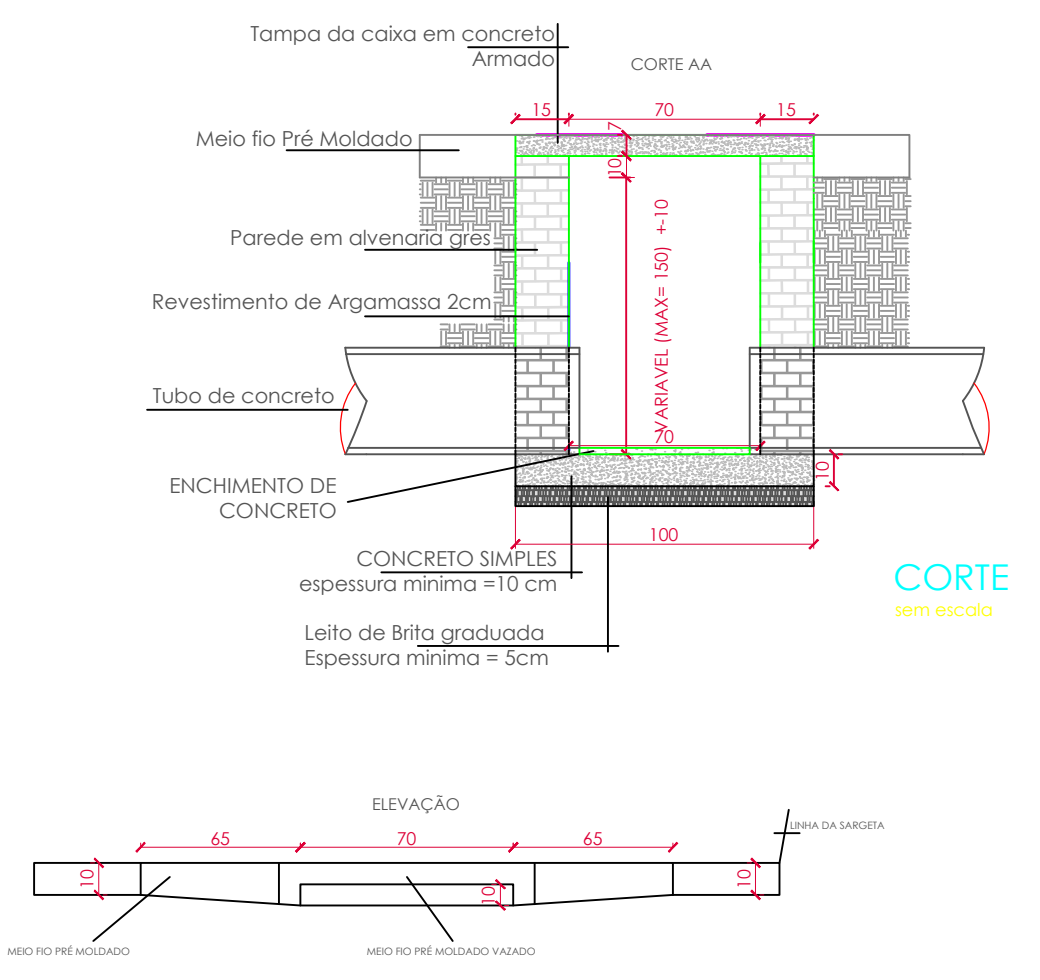 Tampa da caixa em concreto
Armado
CORTE AA
15
70
15
7
Meio fio Pré Moldado
10
Parede em alvenaria gres
VARIAVEL (MAX= 150) +-10
Revestimento de Argamassa 2cm
Tubo de concreto
70
10
ENCHIMENTO DE
CONCRETO
100
CONCRETO SIMPLES
espessura minima =10 cm
CORTE
sem escala
Leito de Brita graduada
Espessura minima = 5cm
ELEVAÇÃO
LINHA DA SARGETA
65
70
65
10
10
10
MEIO FIO PRÉ MOLDADO
MEIO FIO PRÉ MOLDADO VAZADO